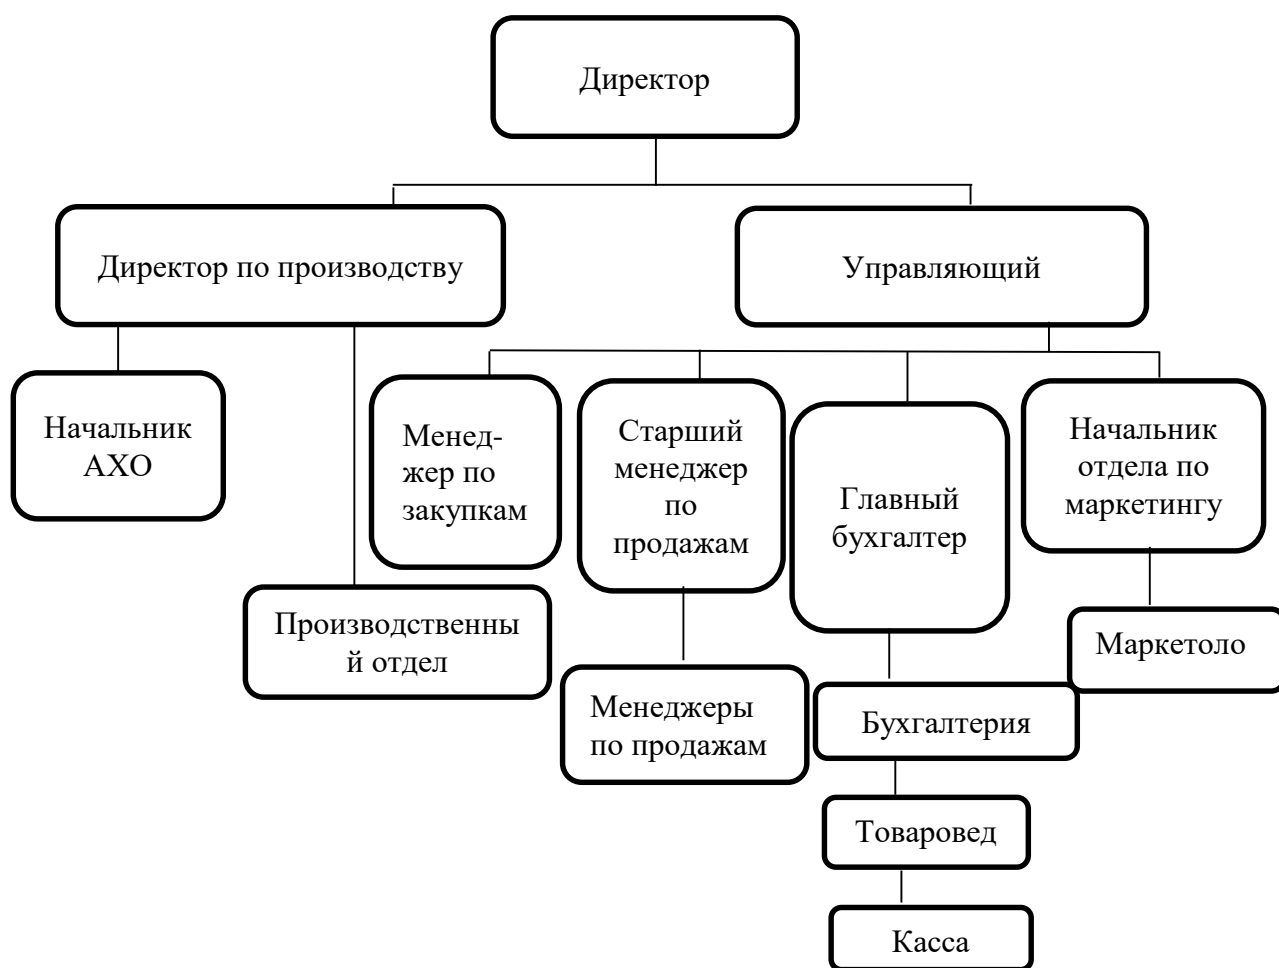 Директор
Директор по производству
Управляющий
Начальник
АХО
Менед-
жер по
закупкам
Старший
менеджер
по
продажам
Главный
бухгалтер
Начальник
отдела по
маркетингу
Производственны
й отдел
Маркетоло
Менеджеры
по продажам
Бухгалтерия
Товаровед
Касса